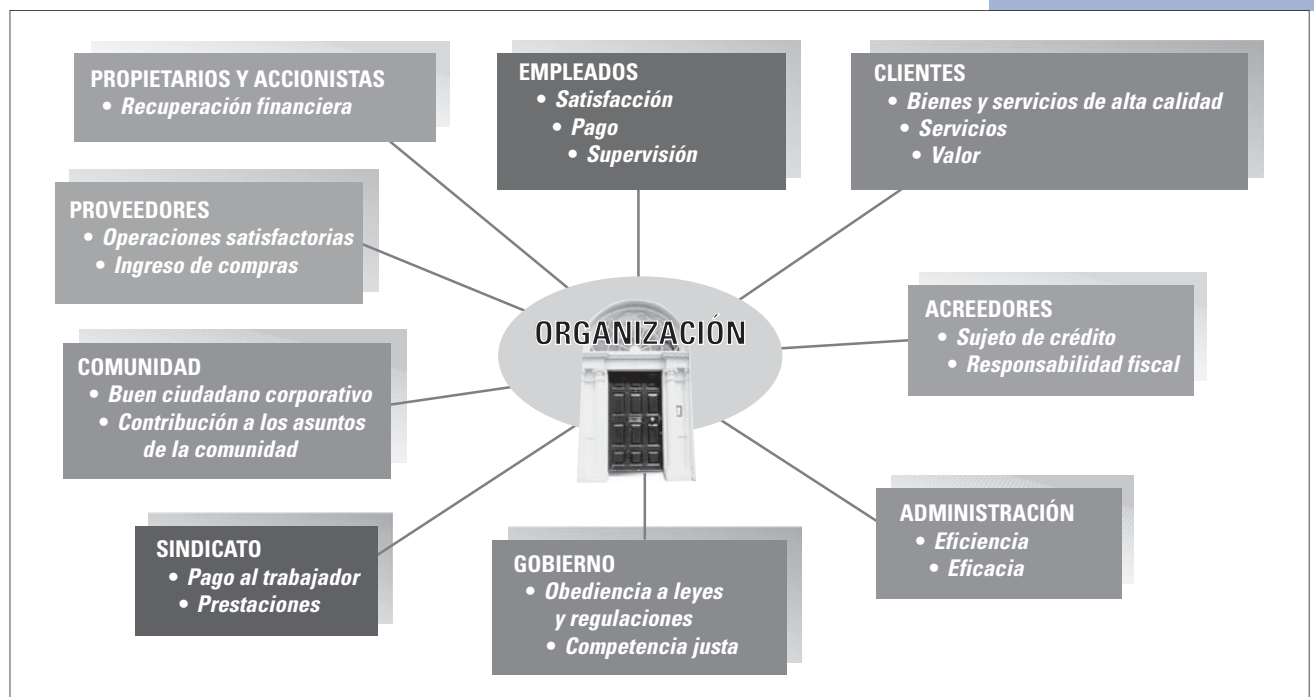 PROPIETARIOS Y ACCIONISTAS
• Recuperación financiera
EMPLEADOS
• Satisfacción
• Pago
• Supervisión
CLIENTES
• Bienes y servicios de alta calidad
• Servicios
• Valor
PROVEEDORES
• Operaciones satisfactorias
• Ingreso de compras
ORGANIZACIÓN
ACREEDORES
• Sujeto de crédito
• Responsabilidad fiscal
COMUNIDAD
• Buen ciudadano corporativo
• Contribución a los asuntos
de la comunidad
ADMINISTRACIÓN
• Eficiencia
• Eficacia
SINDICATO
• Pago al trabajador
• Prestaciones
GOBIERNO
• Obediencia a leyes
y regulaciones
• Competencia justa